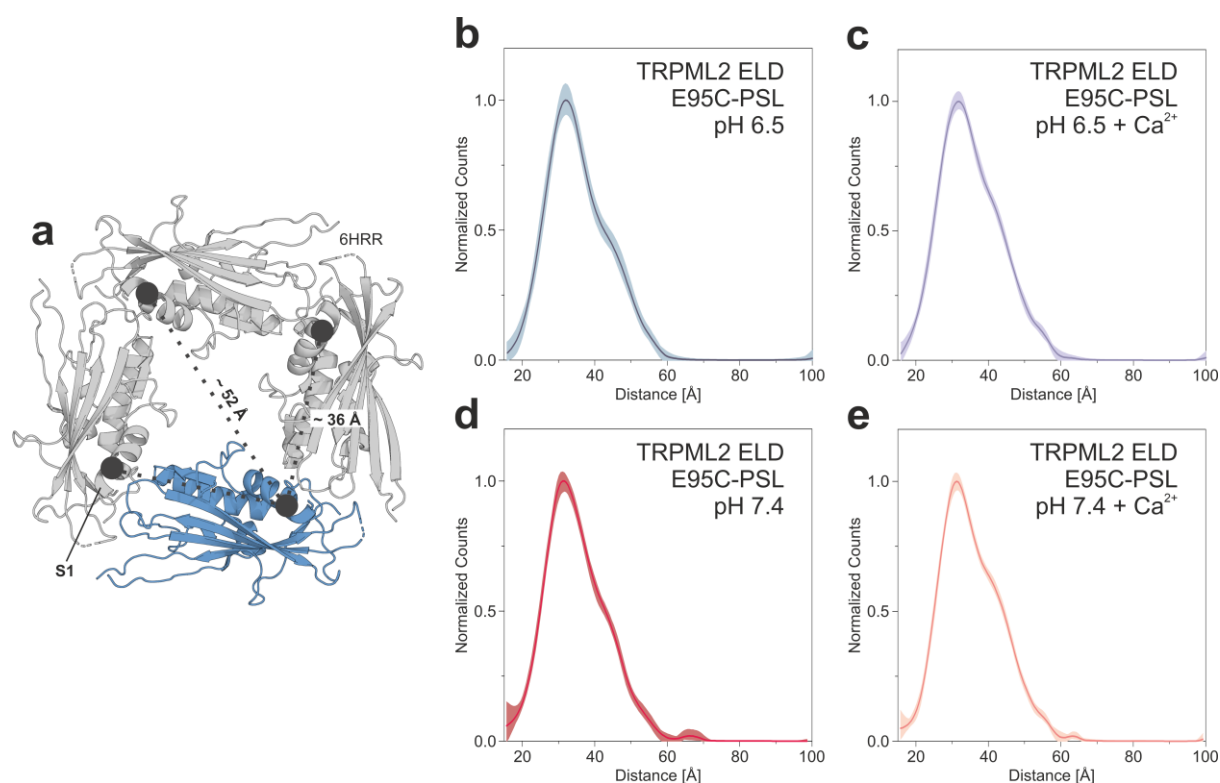 a
6HRR
~ 52 Å
~ 36 Å
S1
b
TRPML2 ELD
E95C-PSL
pH 6.5
Normalized Counts
1.0
0.5
0.0
20 40 60 80 100
Distance [Å]
c
TRPML2 ELD
E95C-PSL
pH 6.5 + Ca²⁺
Normalized Counts
1.0
0.5
0.0
20 40 60 80 100
Distance [Å]
d
TRPML2 ELD
E95C-PSL
pH 7.4
Normalized Counts
1.0
0.5
0.0
20 40 60 80 100
Distance [Å]
e
TRPML2 ELD
E95C-PSL
pH 7.4 + Ca²⁺
Normalized Counts
1.0
0.5
0.0
20 40 60 80 100
Distance [Å]